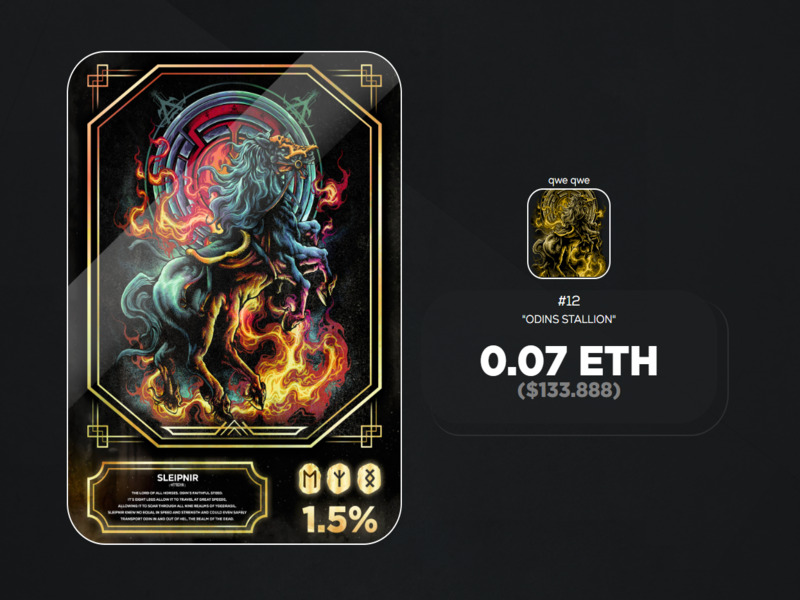 SLEIPNIR
THE LORD OF ALL HORSES, ODIN'S FAITHFUL STEED.
IT'S EIGHT LEGS ALLOW IT TO TRAVEL AT GREAT SPEEDS,
ALLOWING IT TO SOAR THROUGH ALL NINE REALMS OF YGGDRASIL.
SLEIPNIR KNEW NO EQUAL IN SPEED AND STRENGTH AND COULD EVEN SAFELY
TRANSPORT ODIN IN AND OUT OF HEL, THE REALM OF THE DEAD.
ᛖ ᛉ ᛝ
1.5%
qwe qwe
#12
"ODINS STALLION"
0.07 ETH
($133.888)